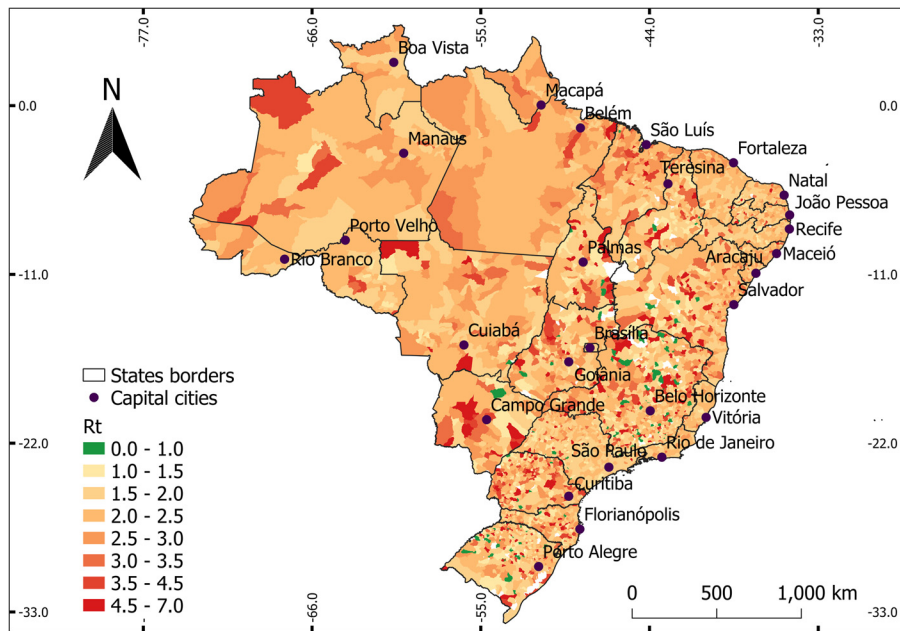 -77.0 -66.0 -55.0 -44.0 -33.0
Boa Vista
N
0.0 Macapá 0.0
Belém
São Luís
Manaus Fortaleza
Teresina
Natal
João Pessoa
Porto Velho Recife
Palmas
Rio Branco Aracaju Maceió
-11.0 -11.0
Salvador
Cuiabá Brasília
States borders Goiânia
Capital cities Campo Grande Belo Horizonte
Rt Vitória
0.0 - 1.0 Rio de Janeiro
-22.0 -22.0
1.0 - 1.5 São Paulo
1.5 - 2.0 Curitiba
2.0 - 2.5 Florianópolis
2.5 - 3.0
3.0 - 3.5 Porto Alegre
3.5 - 4.5 0 500 1,000 km
4.5 - 7.0
-33.0 -33.0
-66.0 -55.0